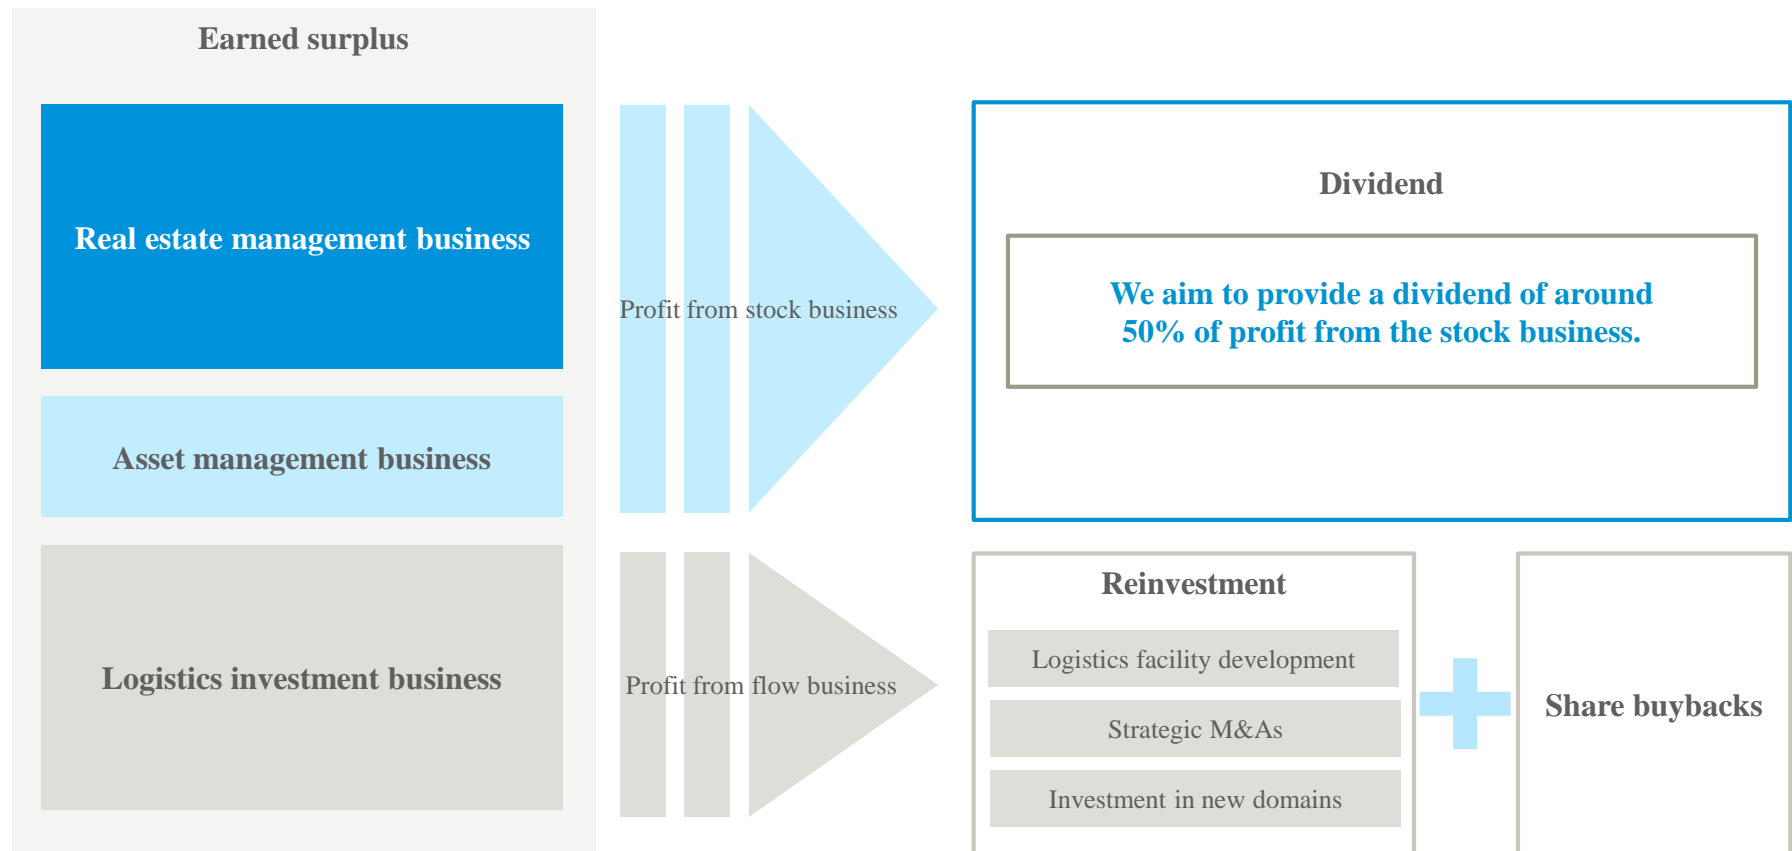 Earned surplus
Real estate management business
Asset management business
Logistics investment business
Profit from stock business
Profit from flow business
Dividend
We aim to provide a dividend of around
50% of profit from the stock business.
Reinvestment
Logistics facility development
Strategic M&As
Investment in new domains
Share buybacks